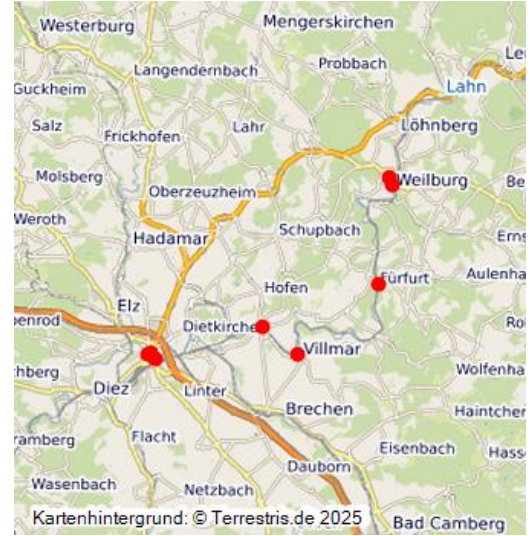 Westerburg
Mengerskirchen
Probbach
Langendernbach
Guckheim
Lahn
Löhnberg
Salz
Frickhofen
Lahr
Molsberg
Oberzeuzheim
Weilburg
Weroth
Schupbach
Hadamar
Aulenha
Fürfurt
Hofen
Elz
Dietkirche
Villmar
Diez
Linter
Wolfenha
Brechen
Haintcher
Flacht
Eisenbach
Dauborn
Wasenbach
Netzbach
Kartenhintergrund: © Terrestris.de 2025
Bad Camberg